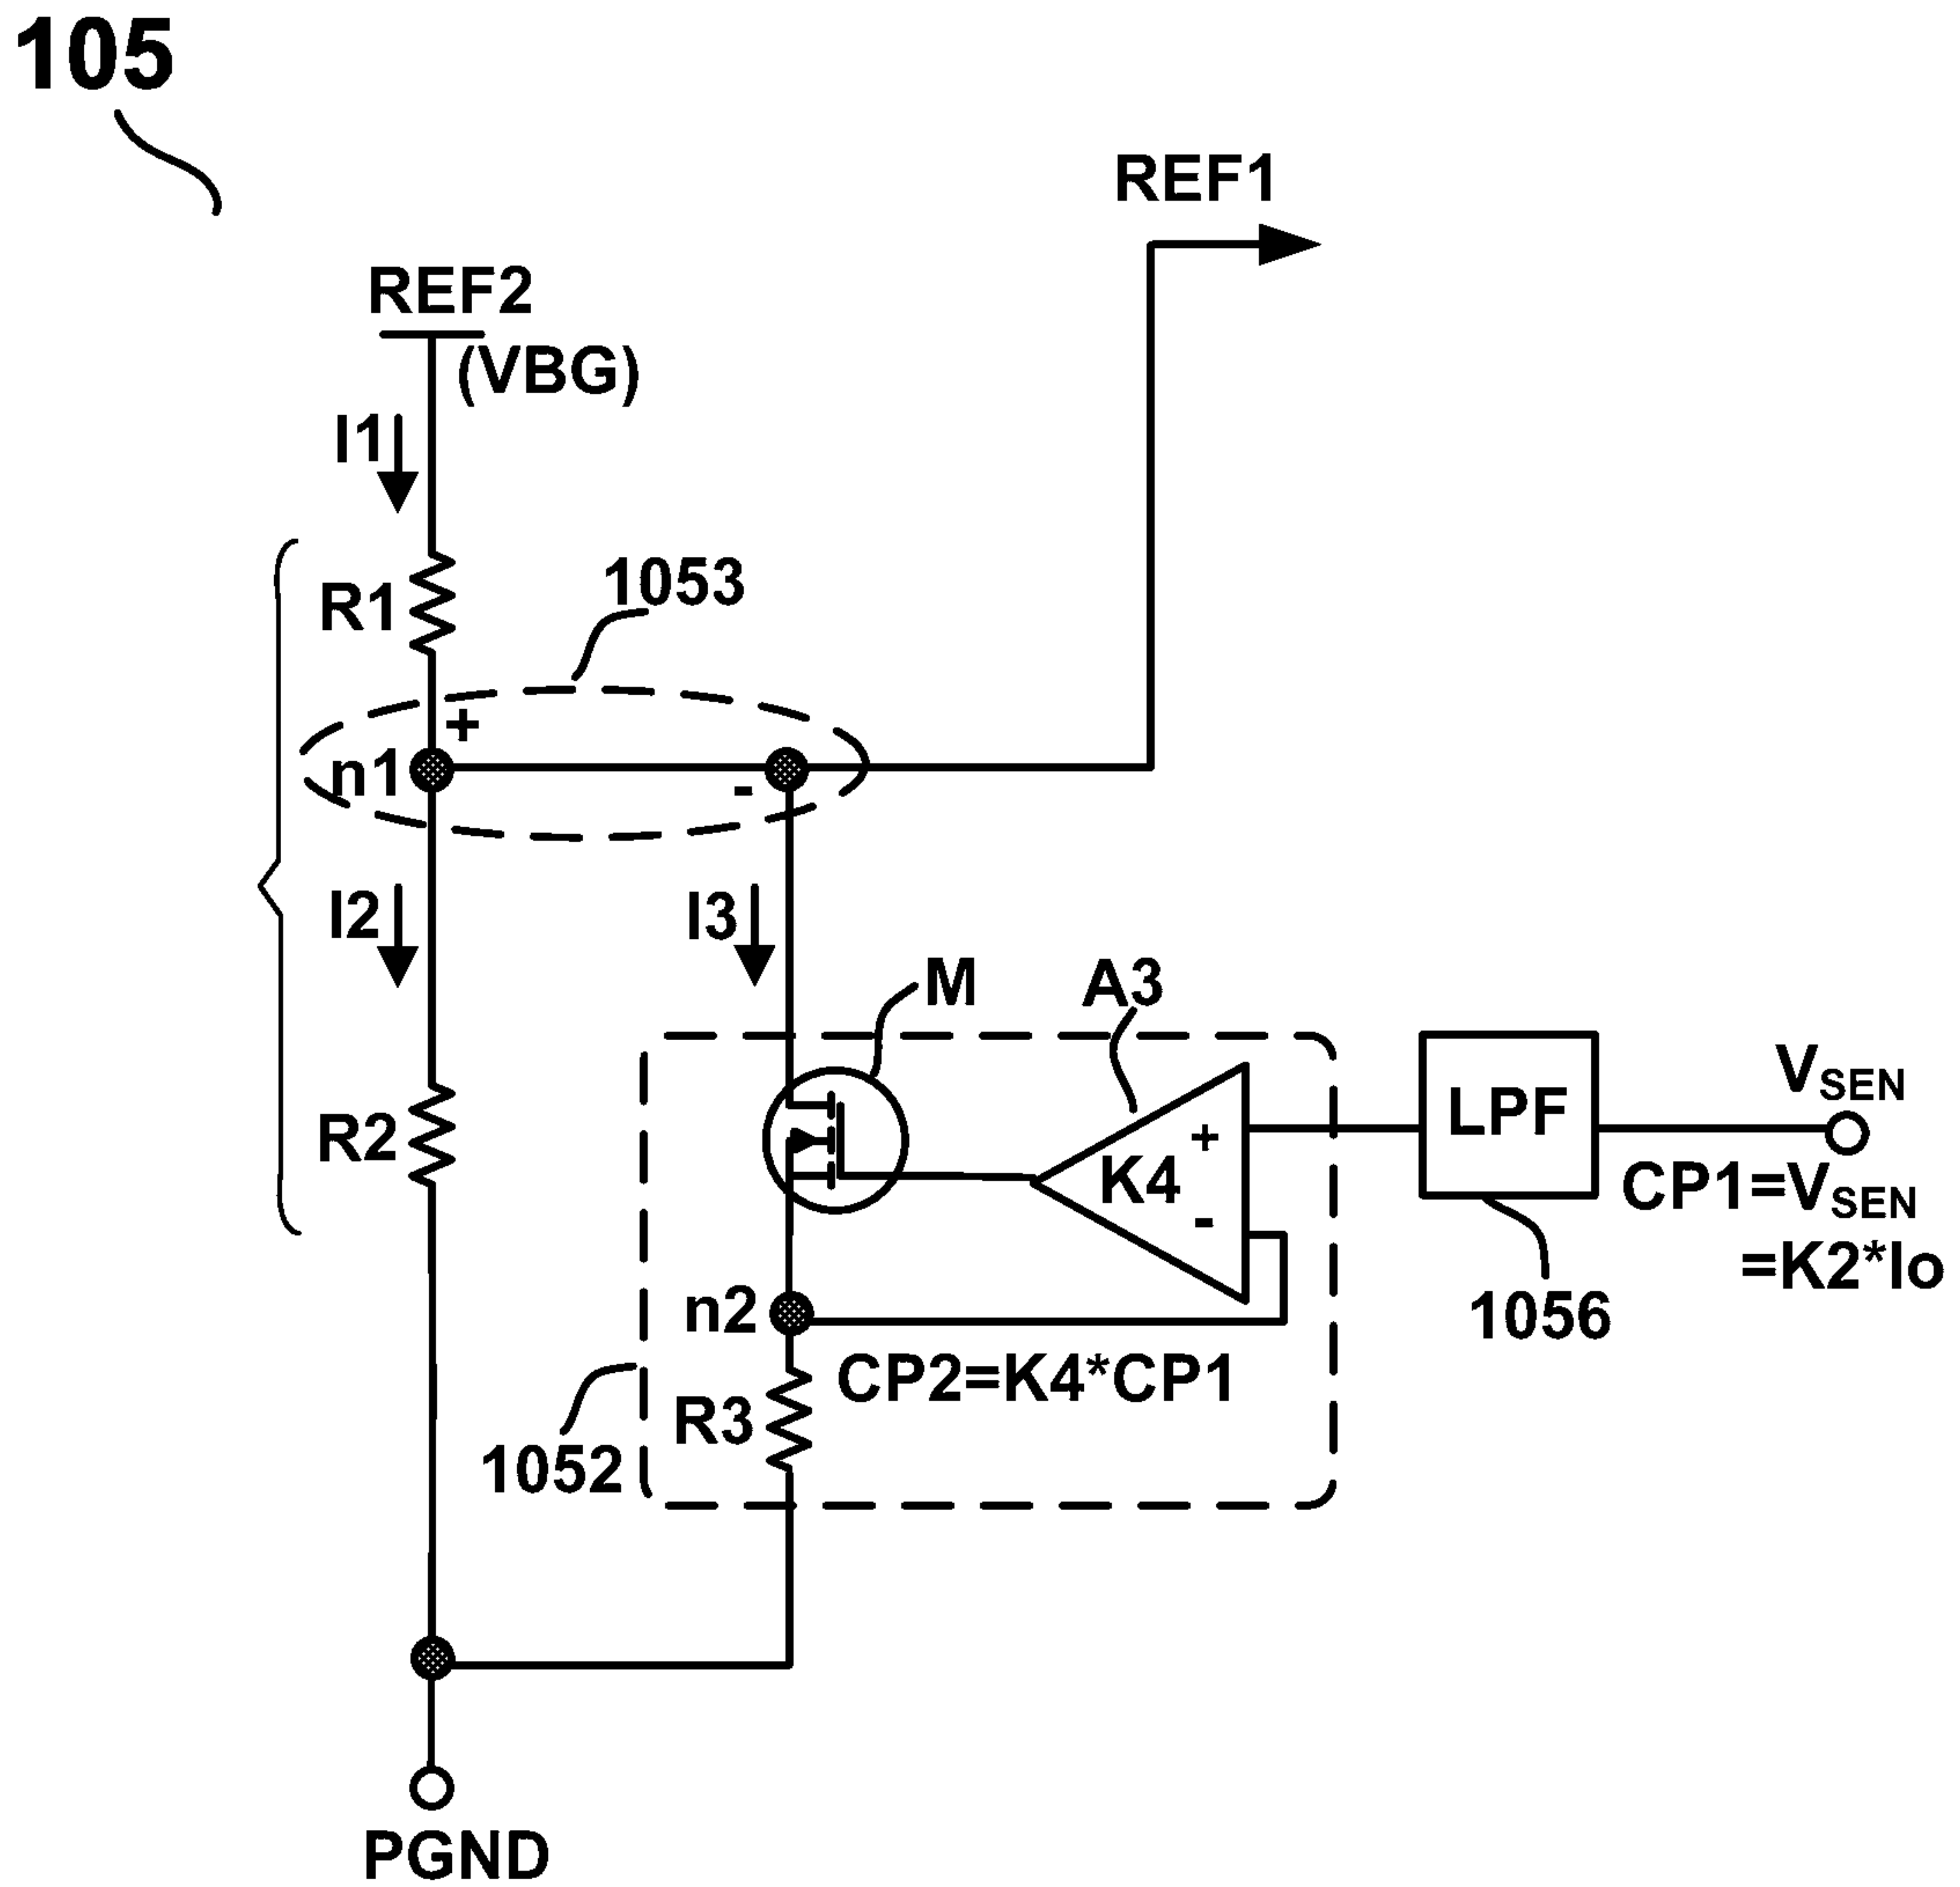 105
REF1
REF2
(VBG)
I1
R1
1053
+
n1
-
I2
I3
M
A3
R2
+
K4
-
LPF
VSEN
CP1=VSEN
=K2*Io
1056
n2
CP2=K4*CP1
R3
1052
PGND